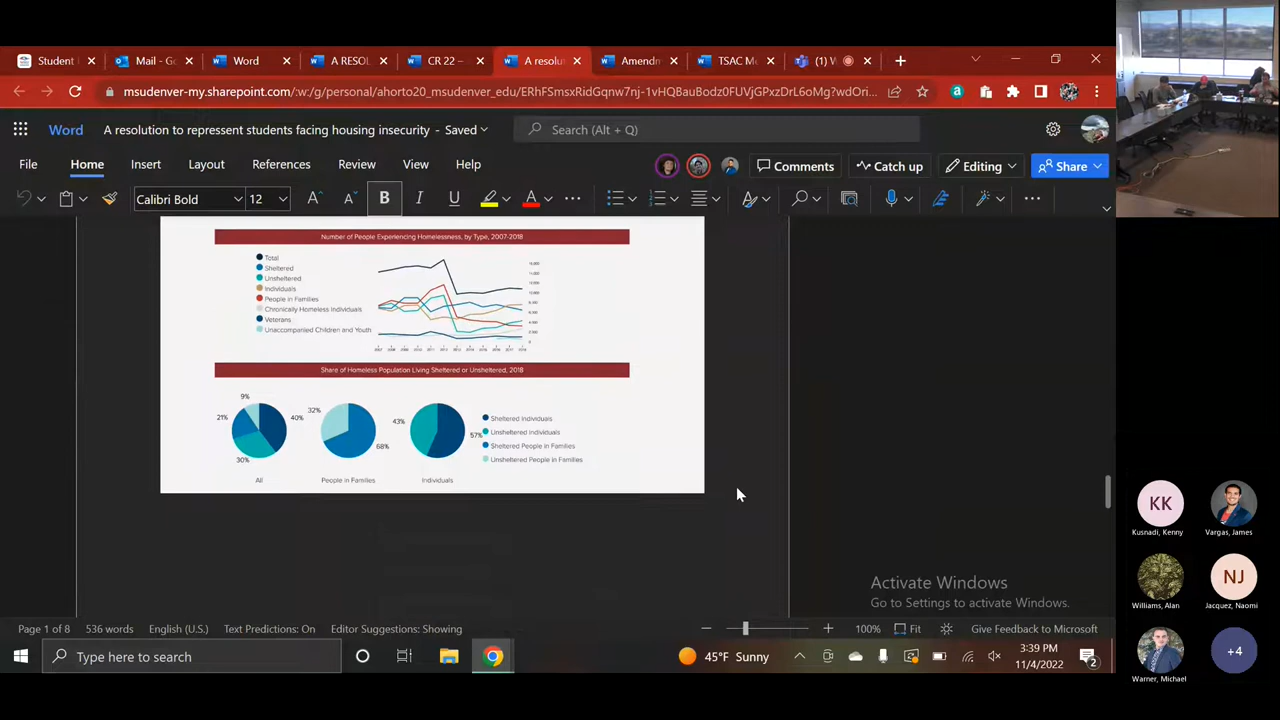 Student
Mail - Go
Word
A RESOL
CR 22 –
A resolu
Amendm
TSAC Me
(1) W
msudenver-my.sharepoint.com/:w:/g/personal/ahorto20_msudenver_edu/ERhFSmsxRidGqnw7nj-1vHQBauBodz0FUVjGPxzDrL6oMg?wdOri...
Word
A resolution to repressent students facing housing insecurity - Saved
Search (Alt + Q)
File
Home
Insert
Layout
References
Review
View
Help
Comments
Catch up
Editing
Share
Calibri Bold
12
B
I
U
A
Number of People Experiencing Homelessness, by Type, 2007-2018
Total
Sheltered
Unsheltered
Individuals
People in Families
Chronically Homeless Individuals
Veterans
Unaccompanied Children and Youth
Share of Homeless Population Living Sheltered or Unsheltered, 2018
9%
21%
40%
30%
All
32%
68%
People in Families
43%
57%
Individuals
Sheltered Individuals
Unsheltered Individuals
Sheltered People in Families
Unsheltered People in Families
KK
Kusnadi, Kenny
Vargas, James
Williams, Alan
NJ
Jacquez, Naomi
Warner, Michael
+4
Activate Windows
Go to Settings to activate Windows.
Page 1 of 8
536 words
English (U.S.)
Text Predictions: On
Editor Suggestions: Showing
100%
Fit
Give Feedback to Microsoft
Type here to search
45°F Sunny
3:39 PM
11/4/2022
2